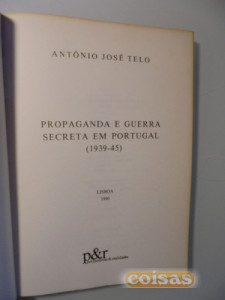 ANTÓNIO JOSÉ TELO
PROPAGANDA E GUERRA
SECRETA EM PORTUGAL
(1939-45)
LISBOA
p&r
coisas